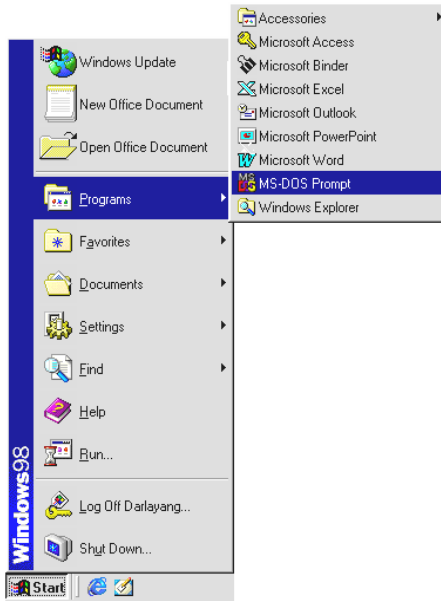 Accessories
Microsoft Access
Microsoft Binder
Microsoft Excel
Microsoft Outlook
Microsoft PowerPoint
Microsoft Word
MS-DOS Prompt
Windows Explorer
Windows Update
New Office Document
Open Office Document
Programs
Favorites
Documents
Settings
Find
Help
Run...
Log Off Darlayang...
Shut Down...
Windows98
Start